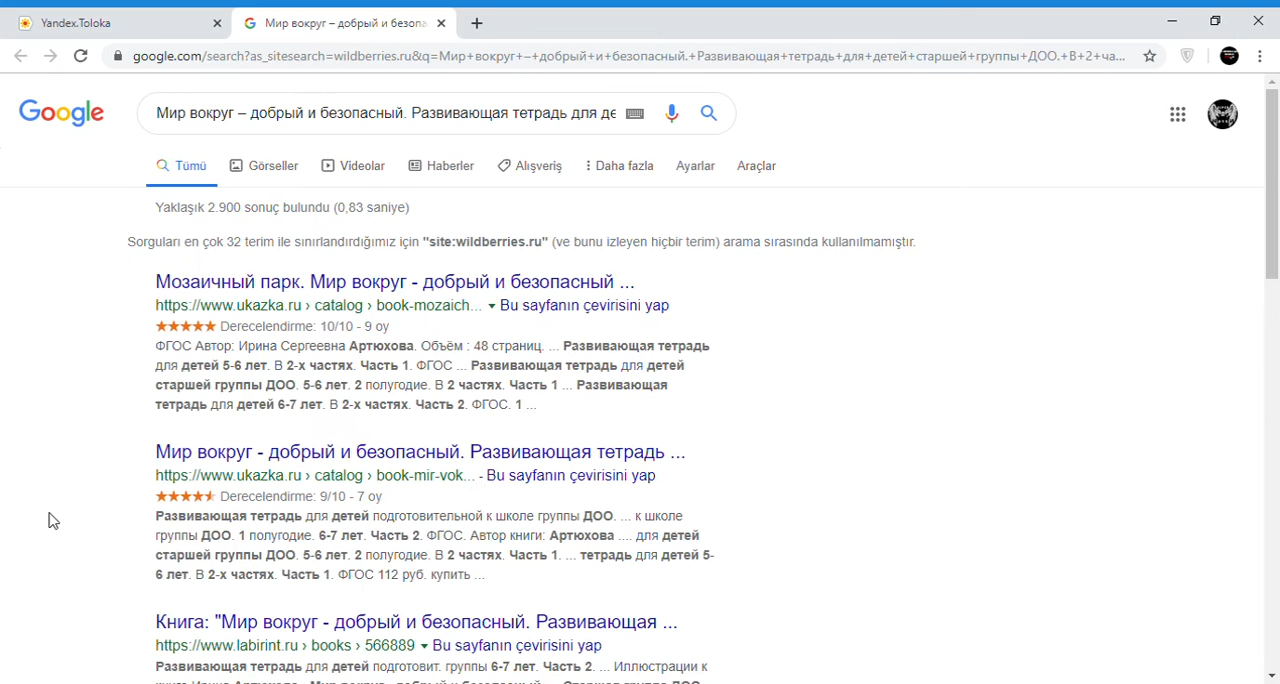 Yandex.Toloka
Мир вокруг – добрый и безопа
google.com/search?as_sitesearch=wildberries.ru&q=Мир+вокруг+–+добрый+и+безопасный.+Развивающая+тетрадь+для+детей+старшей+группы+ДОО.+В+2+ча...
Google
Мир вокруг – добрый и безопасный. Развивающая тетрадь для де
Tümü Görseller Videolar Haberler Alışveriş Daha fazla Ayarlar Araçlar
Yaklaşık 2.900 sonuç bulundu (0,83 saniye)
Sorguları en çok 32 terim ile sınırlandırdığımız için "site:wildberries.ru" (ve bunu izleyen hiçbir terim) arama sırasında kullanılmamıştır.
Мозаичный парк. Мир вокруг - добрый и безопасный ...
https://www.ukazka.ru › catalog › book-mozaich... Bu sayfanın çevirisini yap
Derecelendirme: 10/10 - 9 oy
ФГОС Автор: Ирина Сергеевна Артюхова. Объём : 48 страниц. ... Развивающая тетрадь
для детей 5-6 лет. В 2-х частях. Часть 1. ФГОС ... Развивающая тетрадь для детей
старшей группы ДОО. 5-6 лет. 2 полугодие. В 2 частях. Часть 1 ... Развивающая
тетрадь для детей 6-7 лет. В 2-х частях. Часть 2. ФГОС. 1 ...
Мир вокруг - добрый и безопасный. Развивающая тетрадь ...
https://www.ukazka.ru › catalog › book-mir-vok... - Bu sayfanın çevirisini yap
Derecelendirme: 9/10 - 7 oy
Развивающая тетрадь для детей подготовительной к школе группы ДОО. ... к школе
группы ДОО. 1 полугодие. 6-7 лет. Часть 2. ФГОС. Автор книги: Артюхова .... для детей
старшей группы ДОО. 5-6 лет. 2 полугодие. В 2 частях. Часть 1. ... тетрадь для детей 5-
6 лет. В 2-х частях. Часть 1. ФГОС 112 руб. купить ...
Книга: "Мир вокруг - добрый и безопасный. Развивающая ...
https://www.labirint.ru › books › 566889 Bu sayfanın çevirisini yap
Развивающая тетрадь для детей подготовит. группы 6-7 лет. Часть 2. ... Иллюстрации к